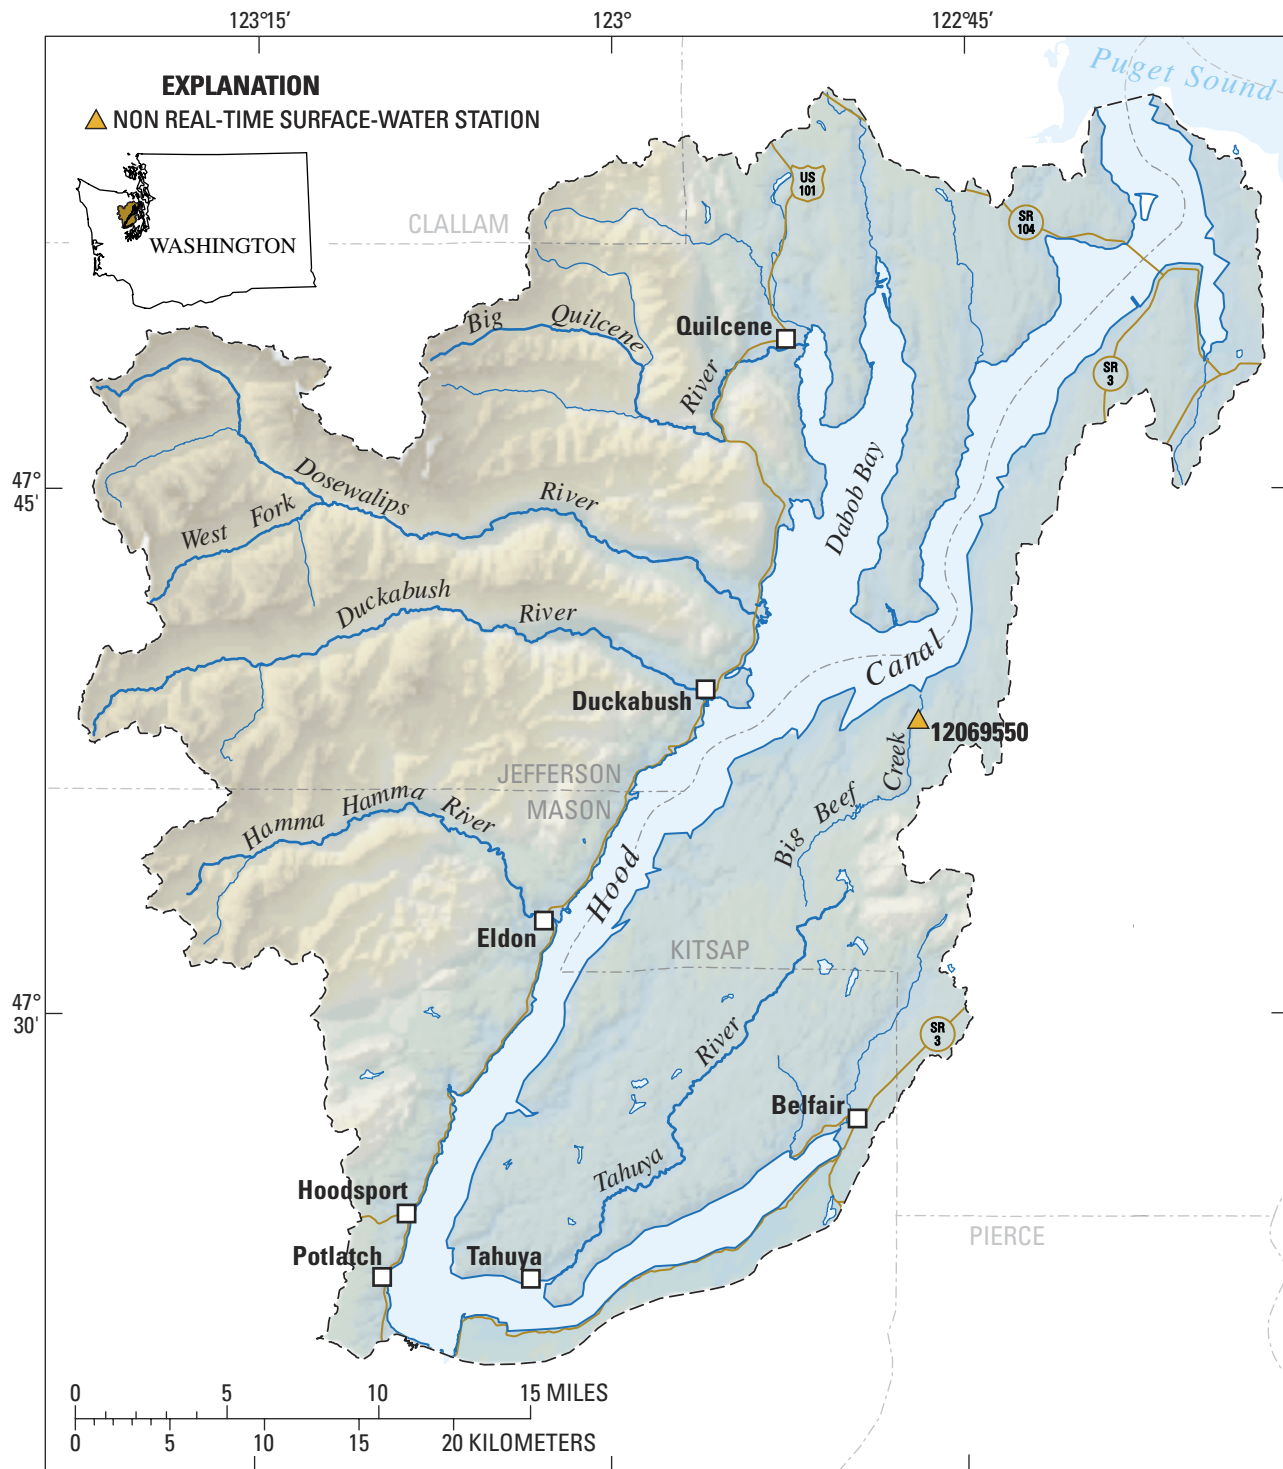 123°15' 123° 122°45'
Puget Sound
EXPLANATION
NON REAL-TIME SURFACE-WATER STATION
WASHINGTON
CLALLAM
US
101
SR
104
Big Quilcene River
Quilcene
SR
3
47°
45'
Dabob Bay
West Fork
Dosewalips River
Duckabush River
Canal
Duckabush
12069550
JEFFERSON
MASON
Hamma Hamma River
Big Beef Creek
Hood
Eldon
KITSAP
47°
30'
SR
3
River
Belfair
Tahuya
Hoodsport
Potlatch
Tahuya
PIERCE
0 5 10 15 MILES
0 5 10 15 20 KILOMETERS